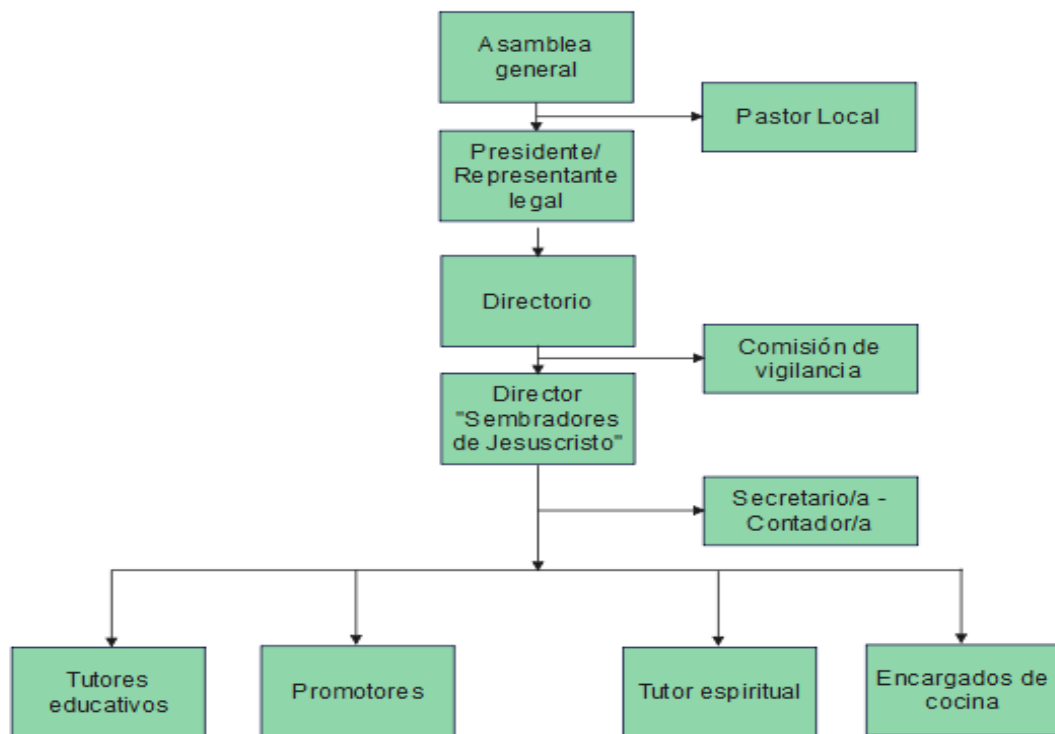 Asamblea
general
Pastor Local
Presidente/
Representante
legal
Directorio
Comisión de
vigilancia
Director
"Sembradores
de Jesuscristo"
Secretario/a -
Contador/a
Tutores
educativos
Promotores
Tutor espiritual
Encargados de
cocina